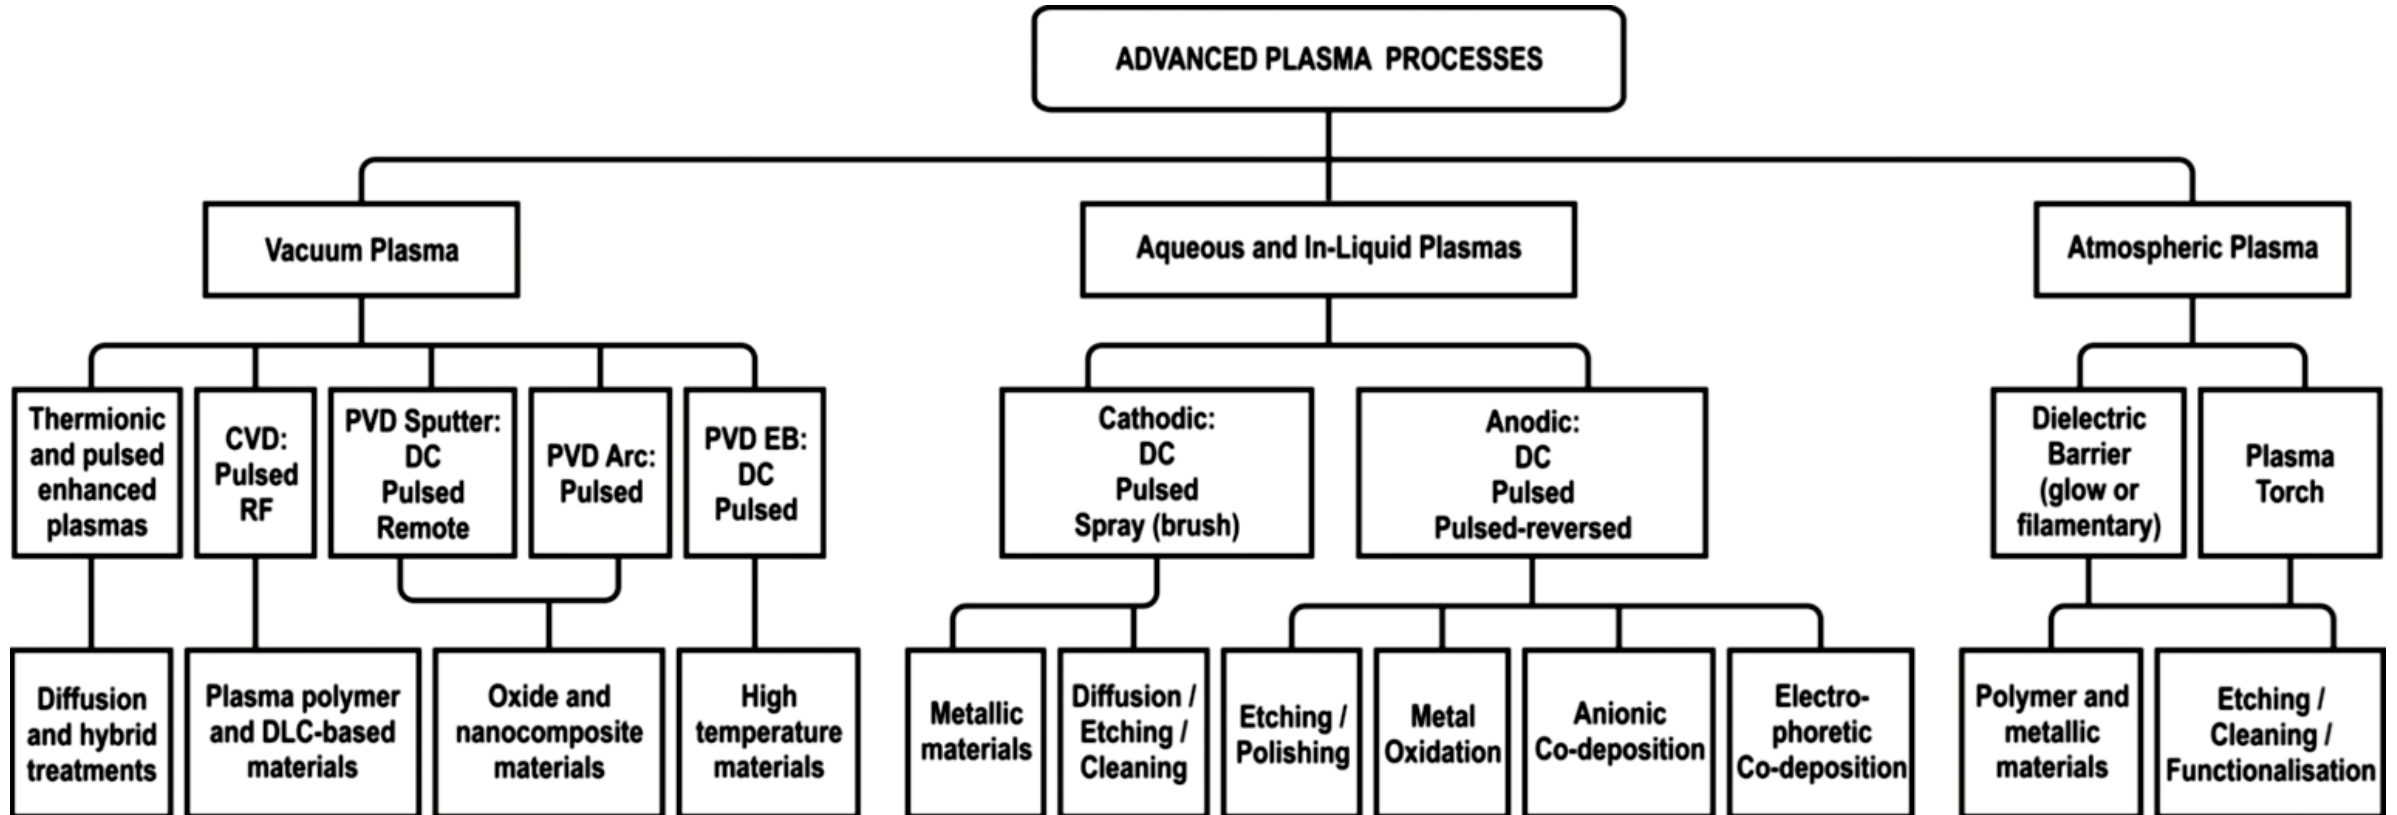 ADVANCED PLASMA PROCESSES
Vacuum Plasma
Aqueous and In-Liquid Plasmas
Atmospheric Plasma
Thermionic
and pulsed
enhanced
plasmas
CVD:
Pulsed
RF
PVD Sputter:
DC
Pulsed
Remote
PVD Arc:
Pulsed
PVD EB:
DC
Pulsed
Cathodic:
DC
Pulsed
Spray (brush)
Anodic:
DC
Pulsed
Pulsed-reversed
Dielectric
Barrier
(glow or
filamentary)
Plasma
Torch
Diffusion
and hybrid
treatments
Plasma polymer
and DLC-based
materials
Oxide and
nanocomposite
materials
High
temperature
materials
Metallic
materials
Diffusion /
Etching /
Cleaning
Etching /
Polishing
Metal
Oxidation
Anionic
Co-deposition
Electro-
phoretic
Co-deposition
Polymer and
metallic
materials
Etching /
Cleaning /
Functionalisation